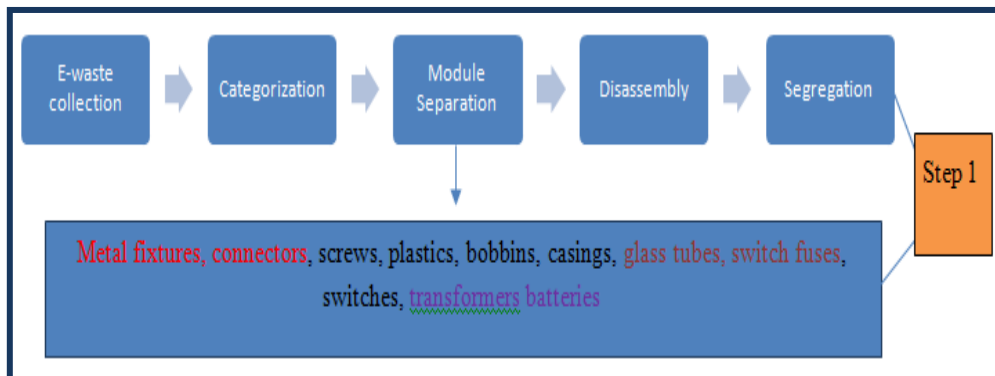 E-waste
collection
Categorization
Module
Separation
Disassembly
Segregation
Step 1
Metal fixtures, connectors, screws, plastics, bobbins, casings, glass tubes, switch fuses,
switches, transformers batteries